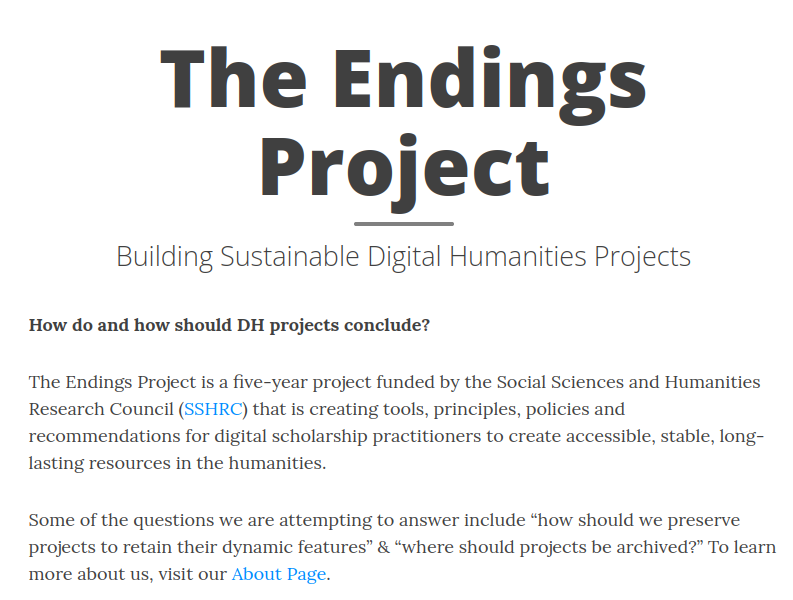 The Endings
Project
Building Sustainable Digital Humanities Projects
How do and how should DH projects conclude?
The Endings Project is a five-year project funded by the Social Sciences and Humanities
Research Council (SSHRC) that is creating tools, principles, policies and
recommendations for digital scholarship practitioners to create accessible, stable, long-
lasting resources in the humanities.
Some of the questions we are attempting to answer include “how should we preserve
projects to retain their dynamic features” & “where should projects be archived?” To learn
more about us, visit our About Page.